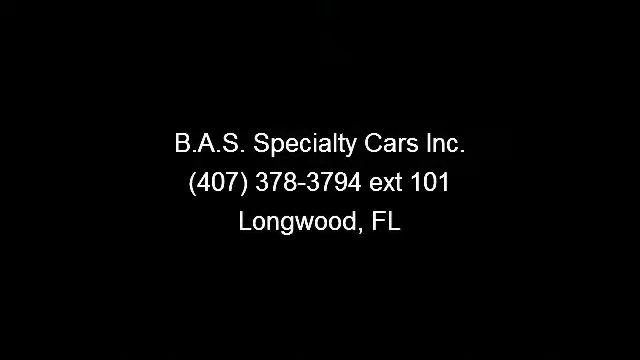 B.A.S. Specialty Cars Inc.
(407) 378-3794 ext 101
Longwood, FL